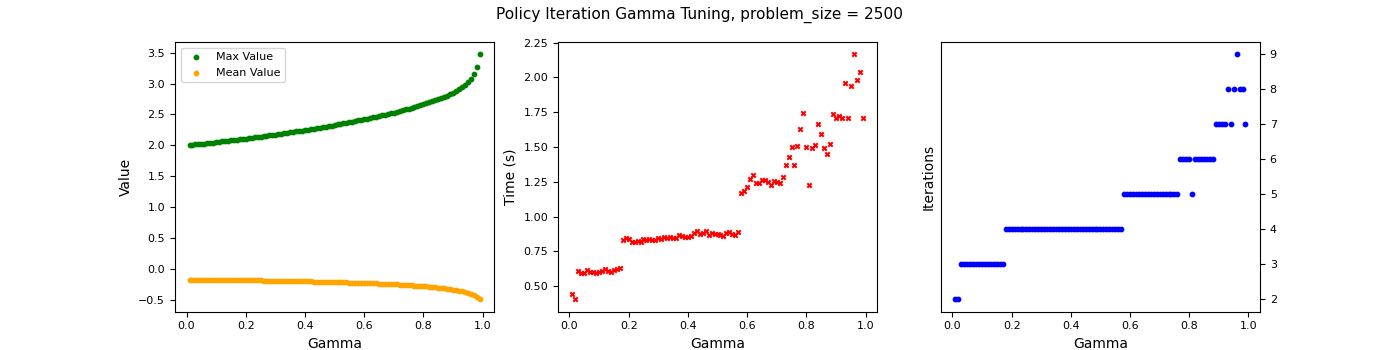 Policy Iteration Gamma Tuning, problem_size = 2500
Max Value
Mean Value
Value
3.5
3.0
2.5
2.0
1.5
1.0
0.5
0.0
−0.5
0.0 0.2 0.4 0.6 0.8 1.0
Gamma
Time (s)
2.25
2.00
1.75
1.50
1.25
1.00
0.75
0.50
0.0 0.2 0.4 0.6 0.8 1.0
Gamma
Iterations
9
8
7
6
5
4
3
2
0.0 0.2 0.4 0.6 0.8 1.0
Gamma